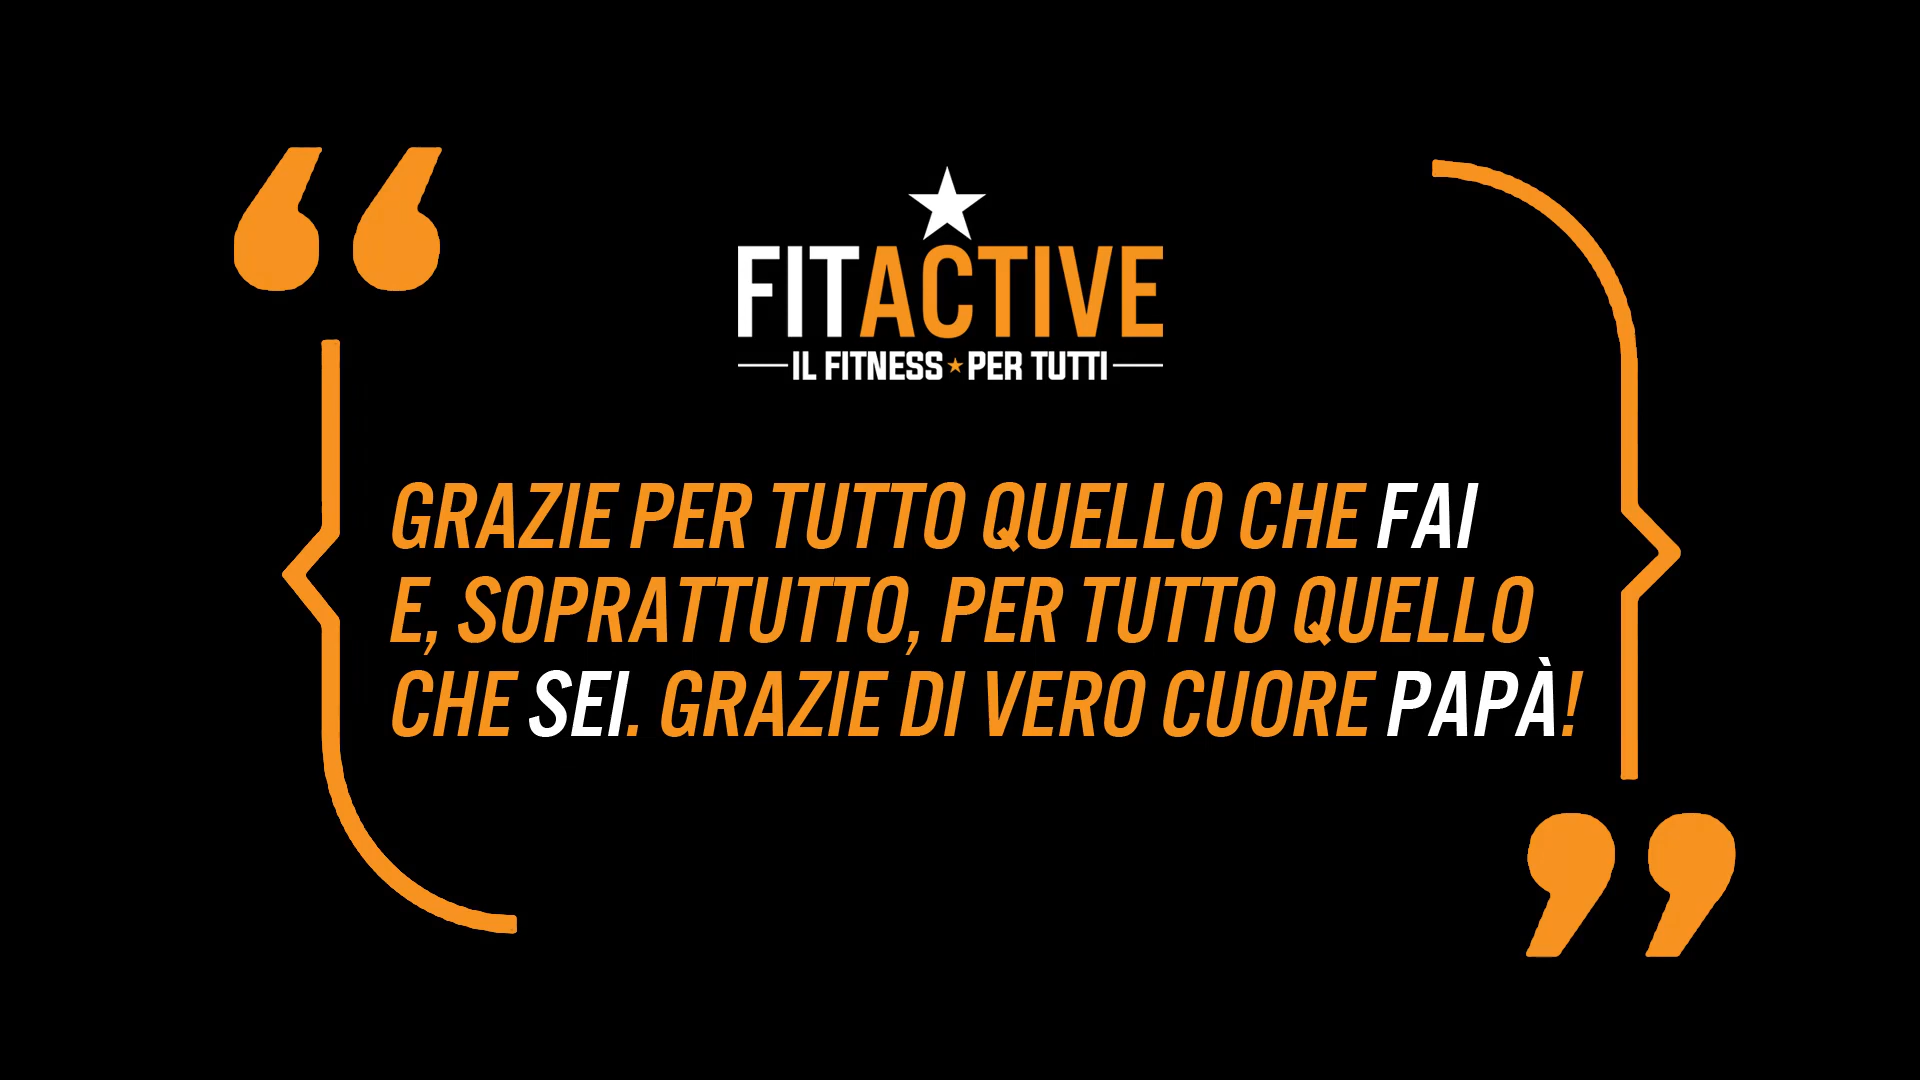 FITACTIVE
IL FITNESS★PER TUTTI
GRAZIE PER TUTTO QUELLO CHE FAI
E, SOPRATTUTTO, PER TUTTO QUELLO
CHE SEI. GRAZIE DI VERO CUORE PAPÀ!